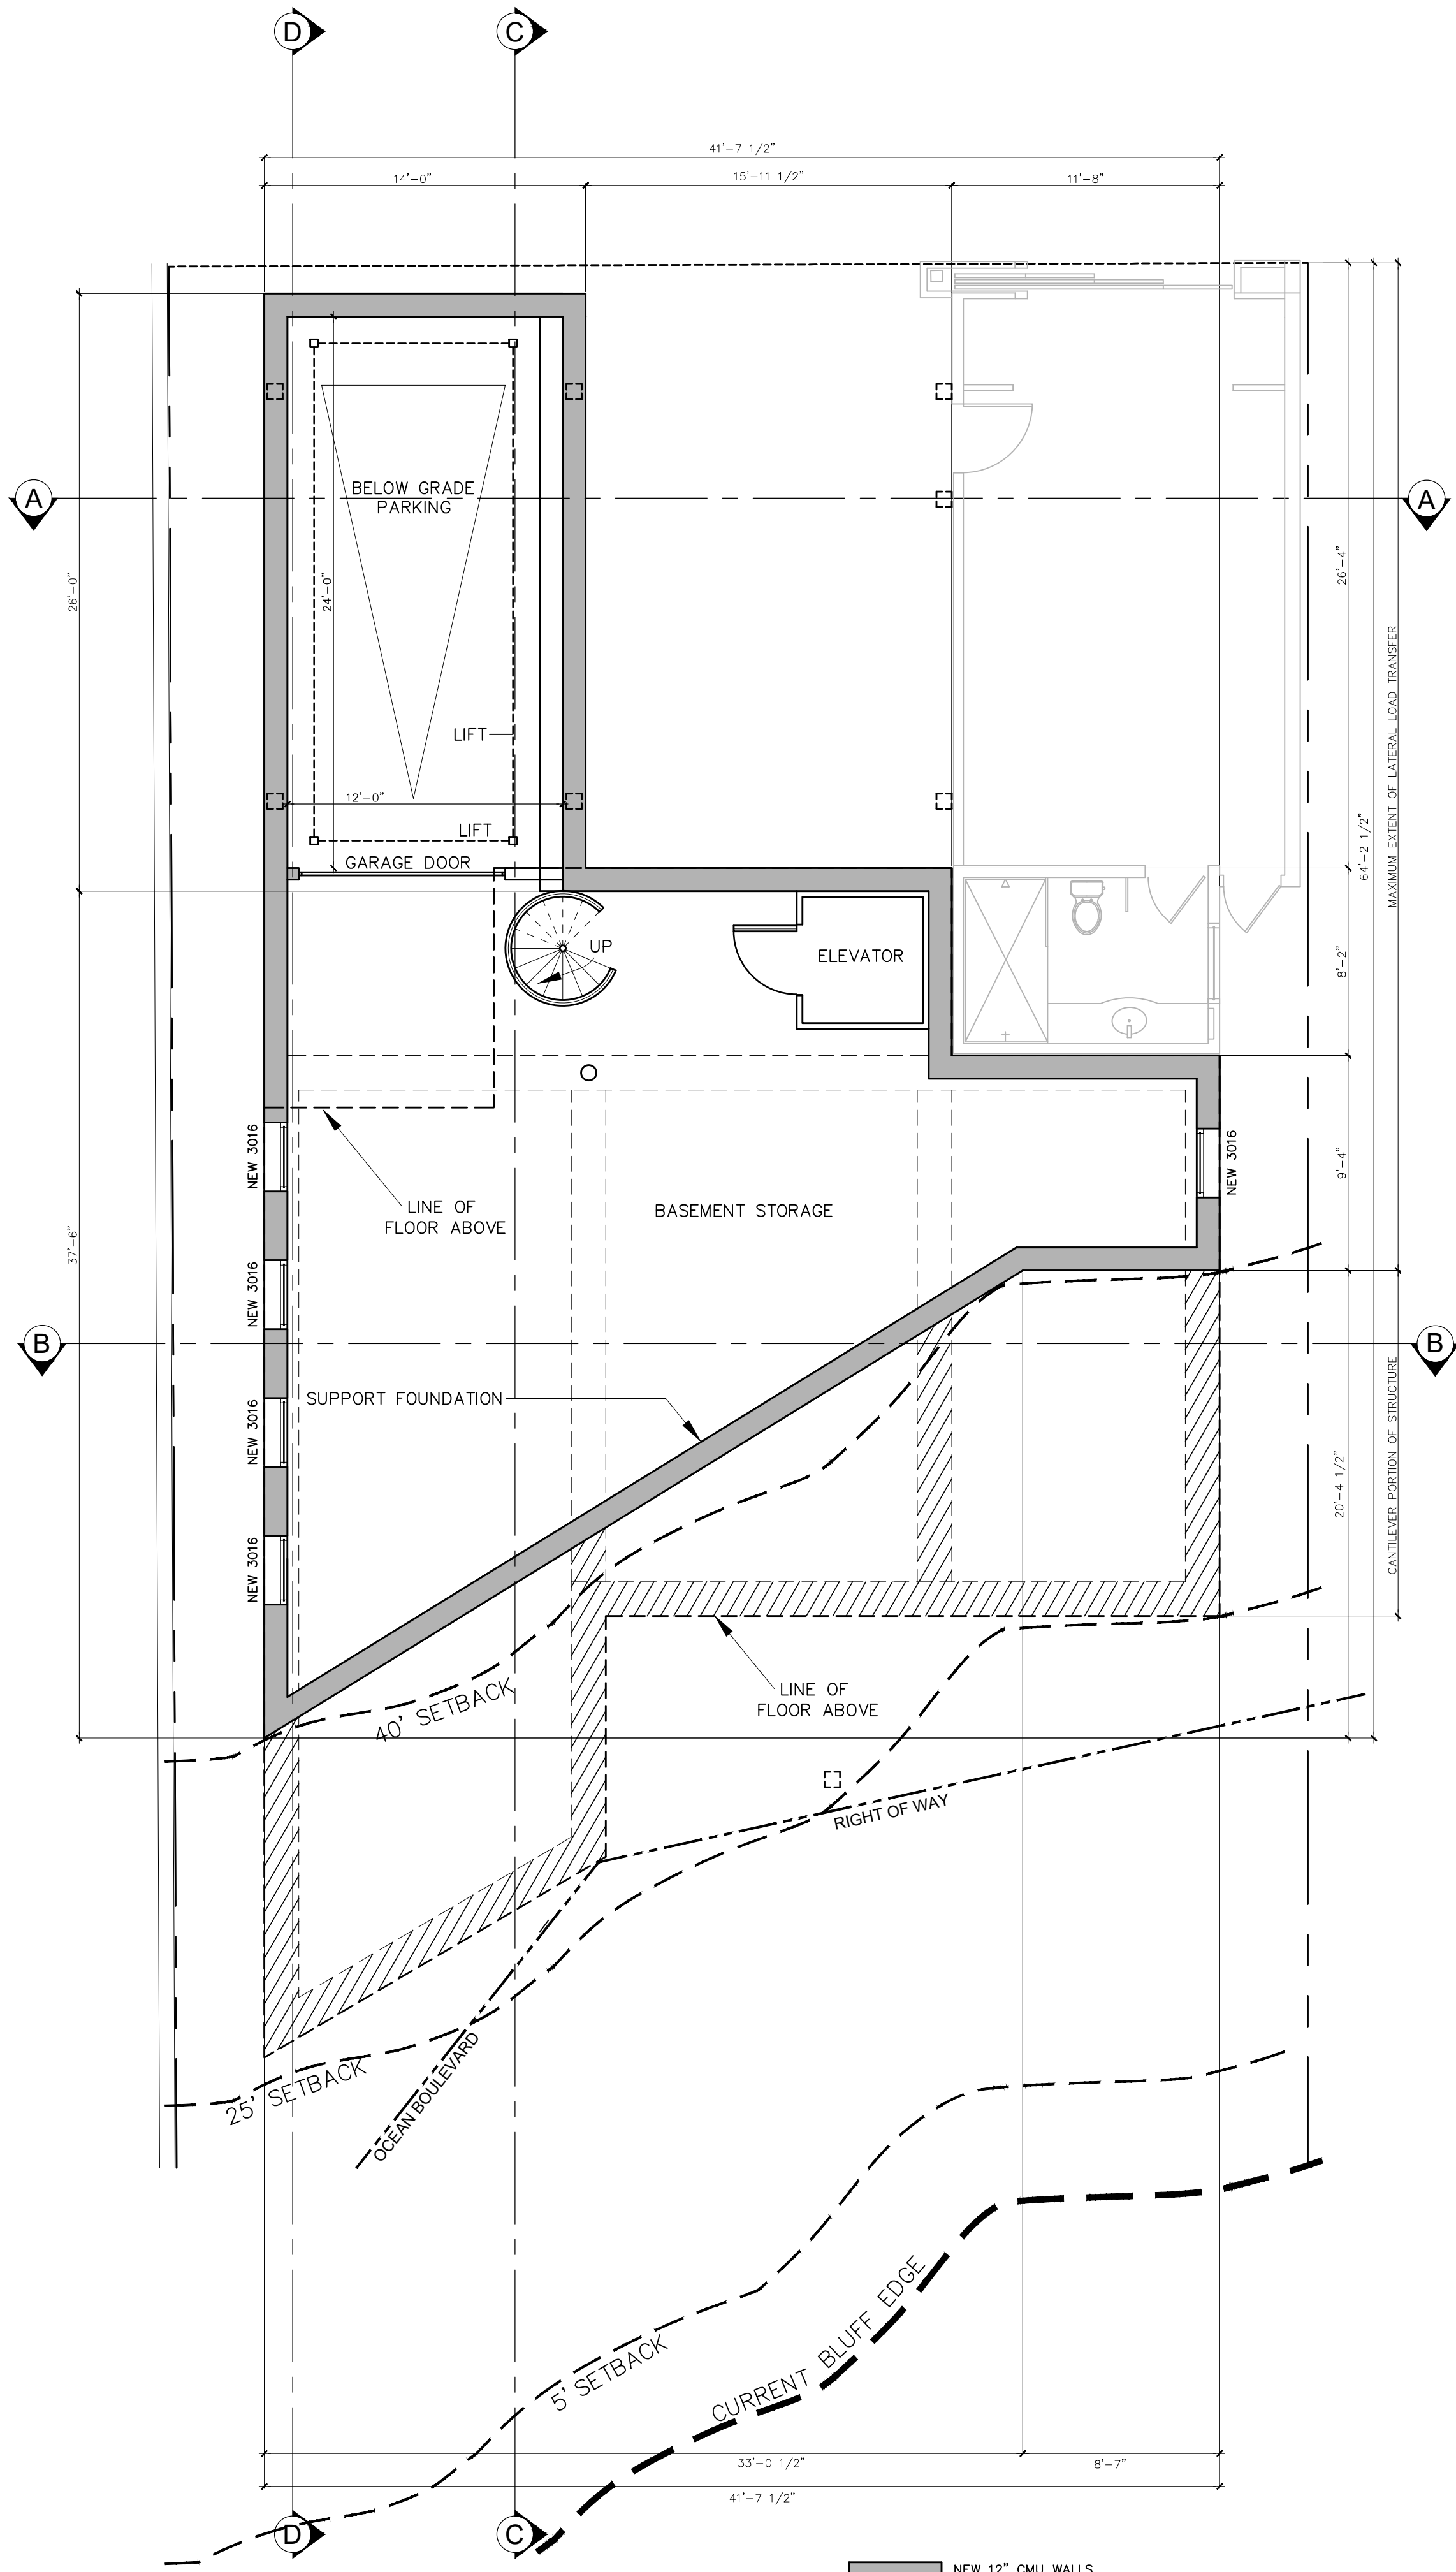 D
C
41'-7 1/2"
14'-0"
15'-11 1/2"
11'-8"
BELOW GRADE
PARKING
A
A
26'-0"
24'-0"
26'-4"
LIFT
12'-0"
LIFT
GARAGE DOOR
64'-2 1/2"
MAXIMUM EXTENT OF LATERAL LOAD TRANSFER
UP
ELEVATOR
8'-2"
NEW 3016
NEW 3016
9'-4"
LINE OF
FLOOR ABOVE
BASEMENT STORAGE
37'-6"
NEW 3016
B
B
SUPPORT FOUNDATION
NEW 3016
20'-4 1/2"
CANTILEVER PORTION OF STRUCTURE
NEW 3016
40' SETBACK
LINE OF
FLOOR ABOVE
RIGHT OF WAY
25' SETBACK
OCEAN BOULEVARD
5' SETBACK
CURRENT BLUFF EDGE
33'-0 1/2"
8'-7"
41'-7 1/2"
D
C
NEW 12" CMU WALLS